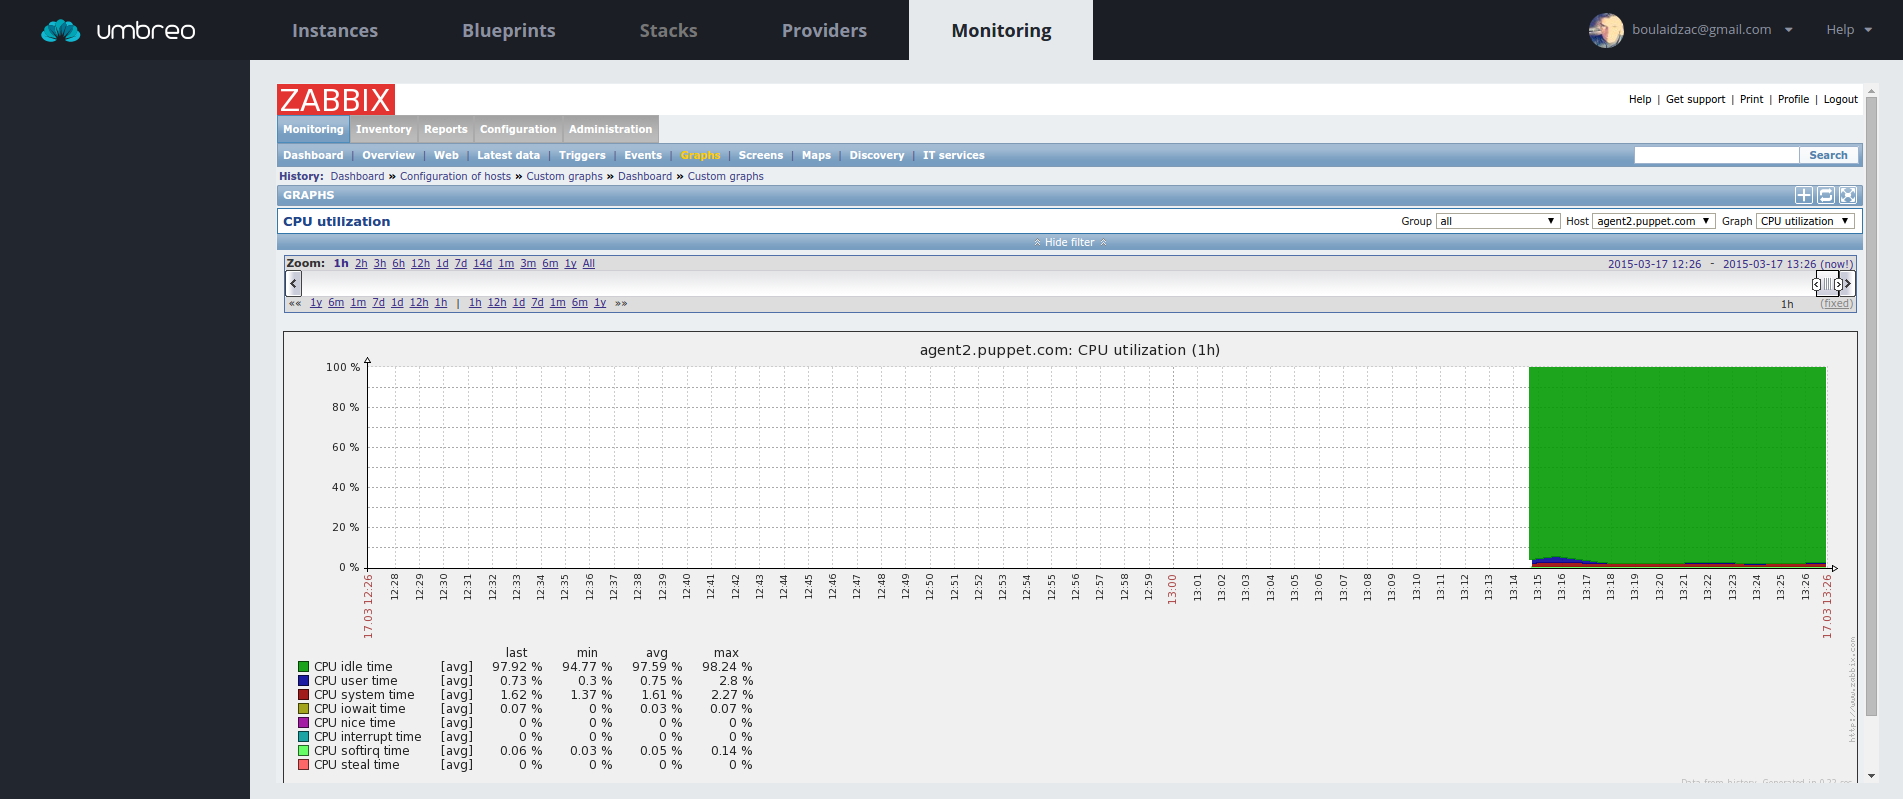 umbreo Instances Blueprints Stacks Providers Monitoring boulaidzac@gmail.com Help
ZABBIX
Help | Get support | Print | Profile | Logout
Monitoring Inventory Reports Configuration Administration
Dashboard | Overview | Web | Latest data | Triggers | Events | Graphs | Screens | Maps | Discovery | IT services Search
History: Dashboard » Configuration of hosts » Custom graphs » Dashboard » Custom graphs
GRAPHS
CPU utilization Group all Host agent2.puppet.com Graph CPU utilization
Hide filter
Zoom: 1h 2h 3h 6h 12h 1d 7d 14d 1m 3m 6m 1y All 2015-03-17 12:26 - 2015-03-17 13:26 (now!)
«« 1y 6m 1m 7d 1d 12h 1h | 1h 12h 1d 7d 1m 6m 1y »» 1h (fixed)
agent2.puppet.com: CPU utilization (1h)
100 %
80 %
60 %
40 %
20 %
0 %
17.03 12:26 12:28 12:29 12:30 12:31 12:32 12:33 12:34 12:35 12:36 12:37 12:38 12:39 12:40 12:41 12:42 12:43 12:44 12:45 12:46 12:47 12:48 12:49 12:50 12:51 12:52 12:53 12:54 12:55 12:56 12:57 12:58 12:59 13:00 13:01 13:02 13:03 13:04 13:05 13:06 13:07 13:08 13:09 13:10 13:11 13:12 13:13 13:14 13:15 13:16 13:17 13:18 13:19 13:20 13:21 13:22 13:23 13:24 13:25 13:26 17.03 13:26
last min avg max
CPU idle time [avg] 97.92 % 94.77 % 97.59 % 98.24 %
CPU user time [avg] 0.73 % 0.3 % 0.75 % 2.8 %
CPU system time [avg] 1.62 % 1.37 % 1.61 % 2.27 %
CPU iowait time [avg] 0.07 % 0 % 0.03 % 0.07 %
CPU nice time [avg] 0 % 0 % 0 % 0 %
CPU interrupt time [avg] 0 % 0 % 0 % 0 %
CPU softirq time [avg] 0.06 % 0.03 % 0.05 % 0.14 %
CPU steal time [avg] 0 % 0 % 0 % 0 %
http://www.zabbix.com
Data from history. Generated in